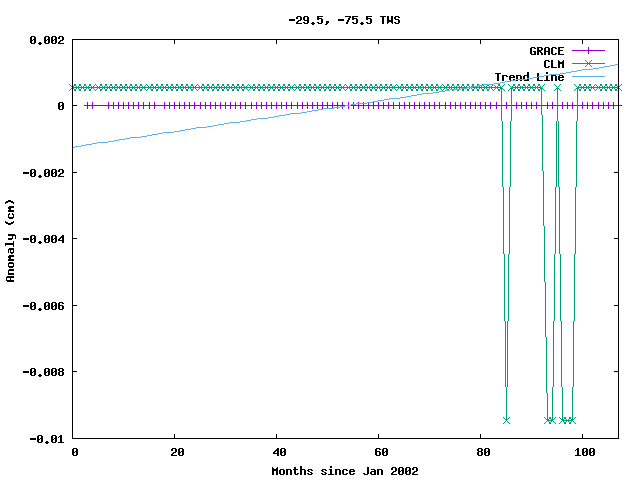 -29.5, -75.5 TWS
0.002
0
-0.002
-0.004
-0.006
-0.008
-0.01
Anomaly (cm)
GRACE
CLM
Trend Line
0 20 40 60 80 100
Months since Jan 2002